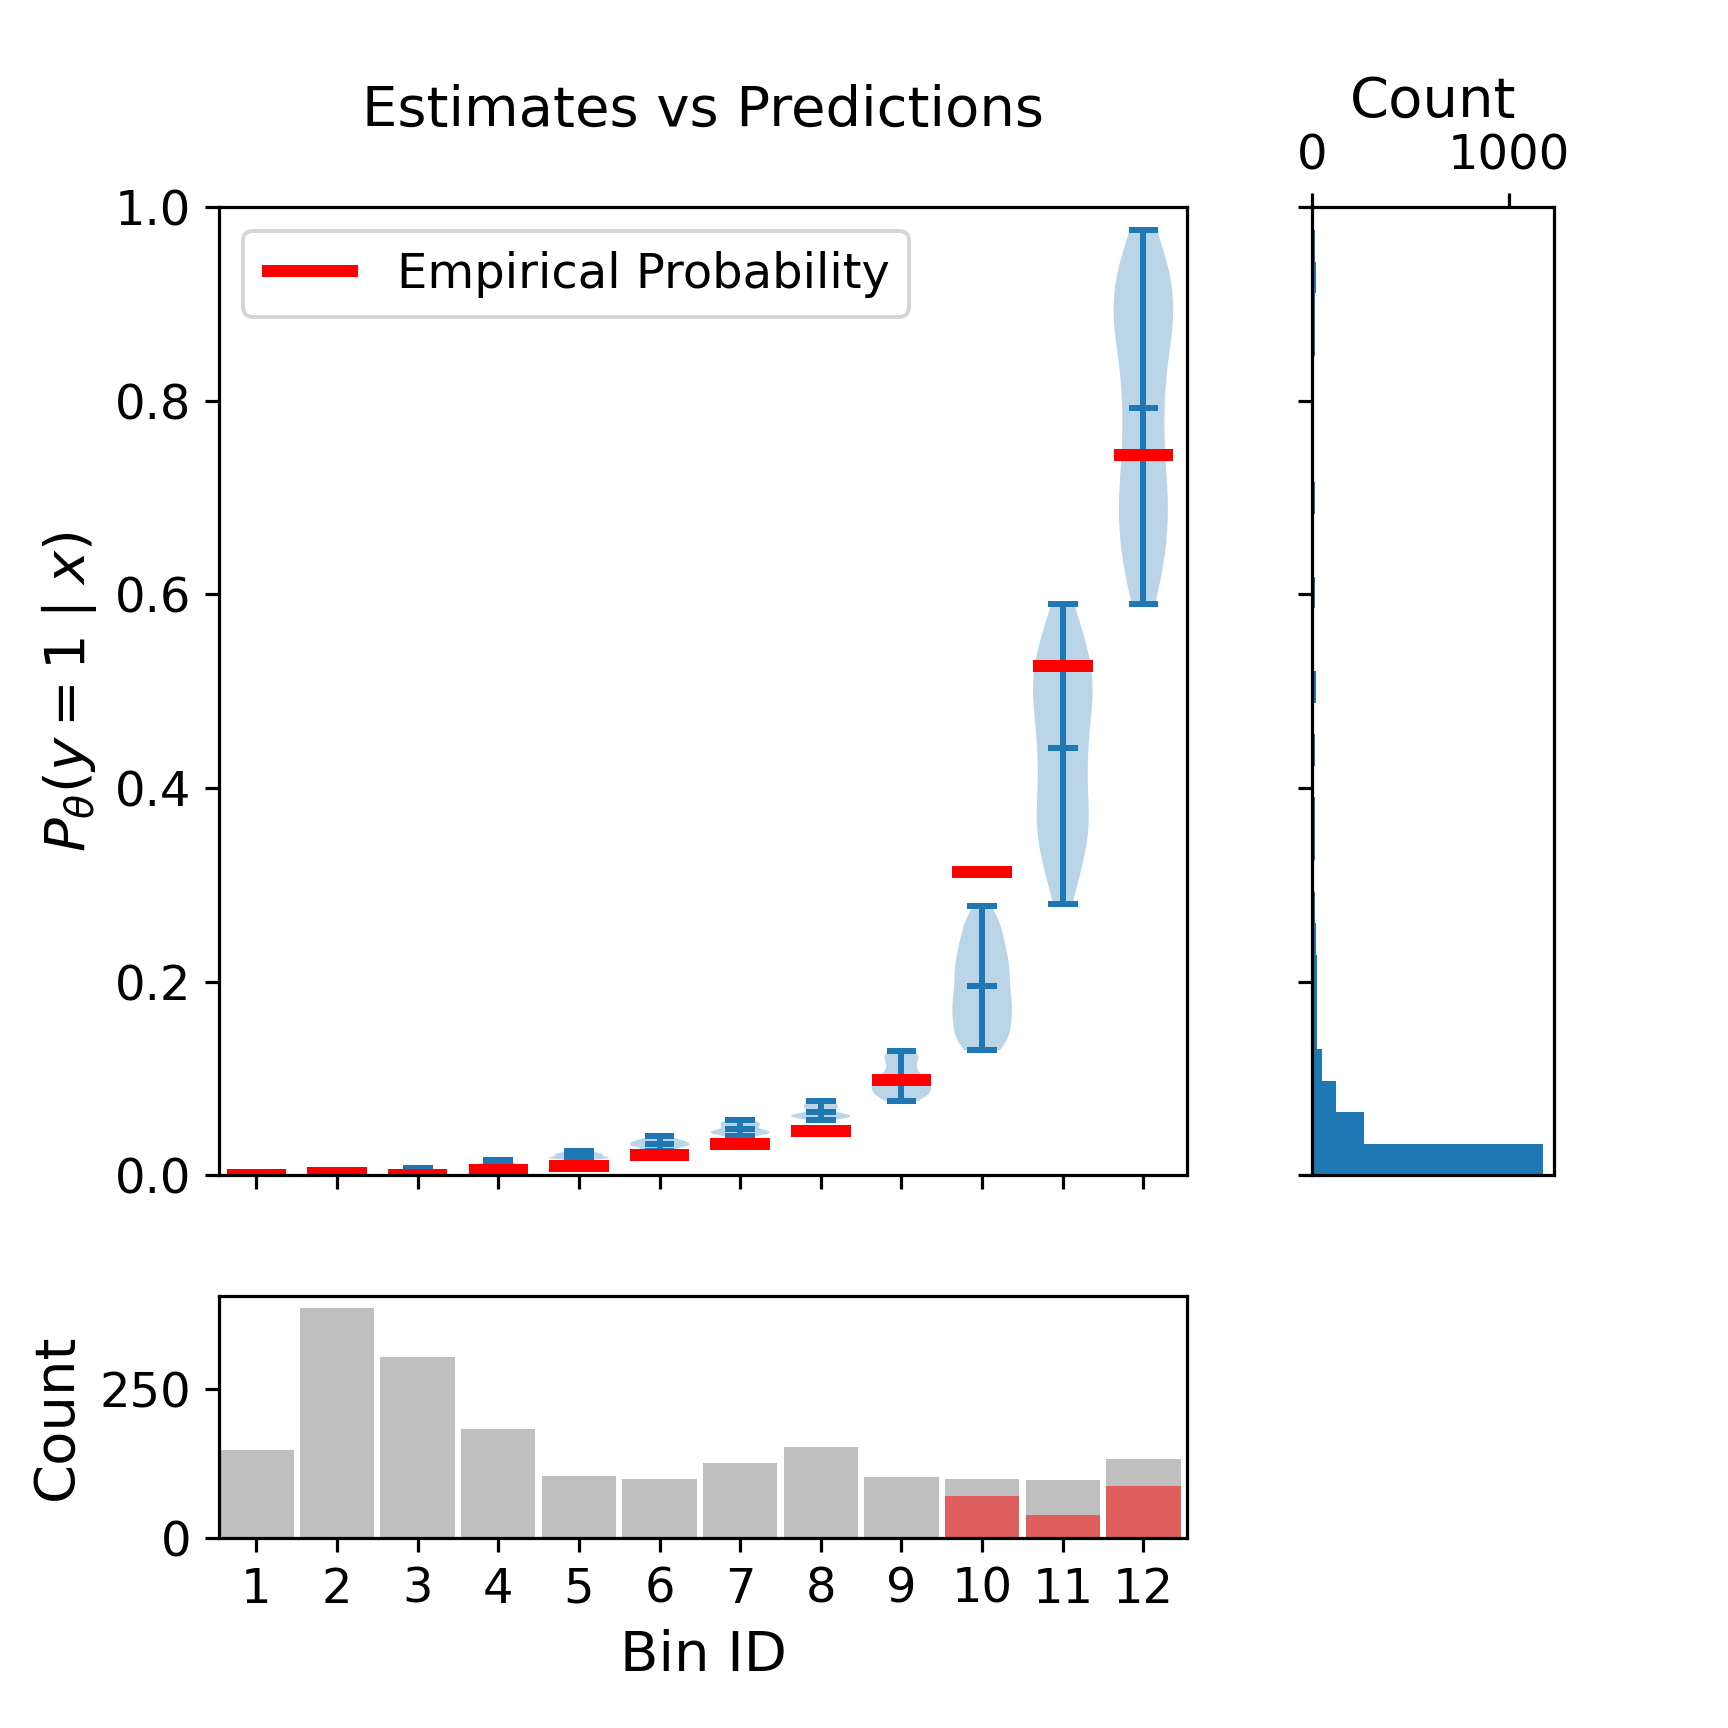 Estimates vs Predictions
Count
0 1000
1.0
0.8
0.6
0.4
0.2
0.0
P_θ(y = 1 | x)
Empirical Probability
Count
250
0
1 2 3 4 5 6 7 8 9 10 11 12
Bin ID